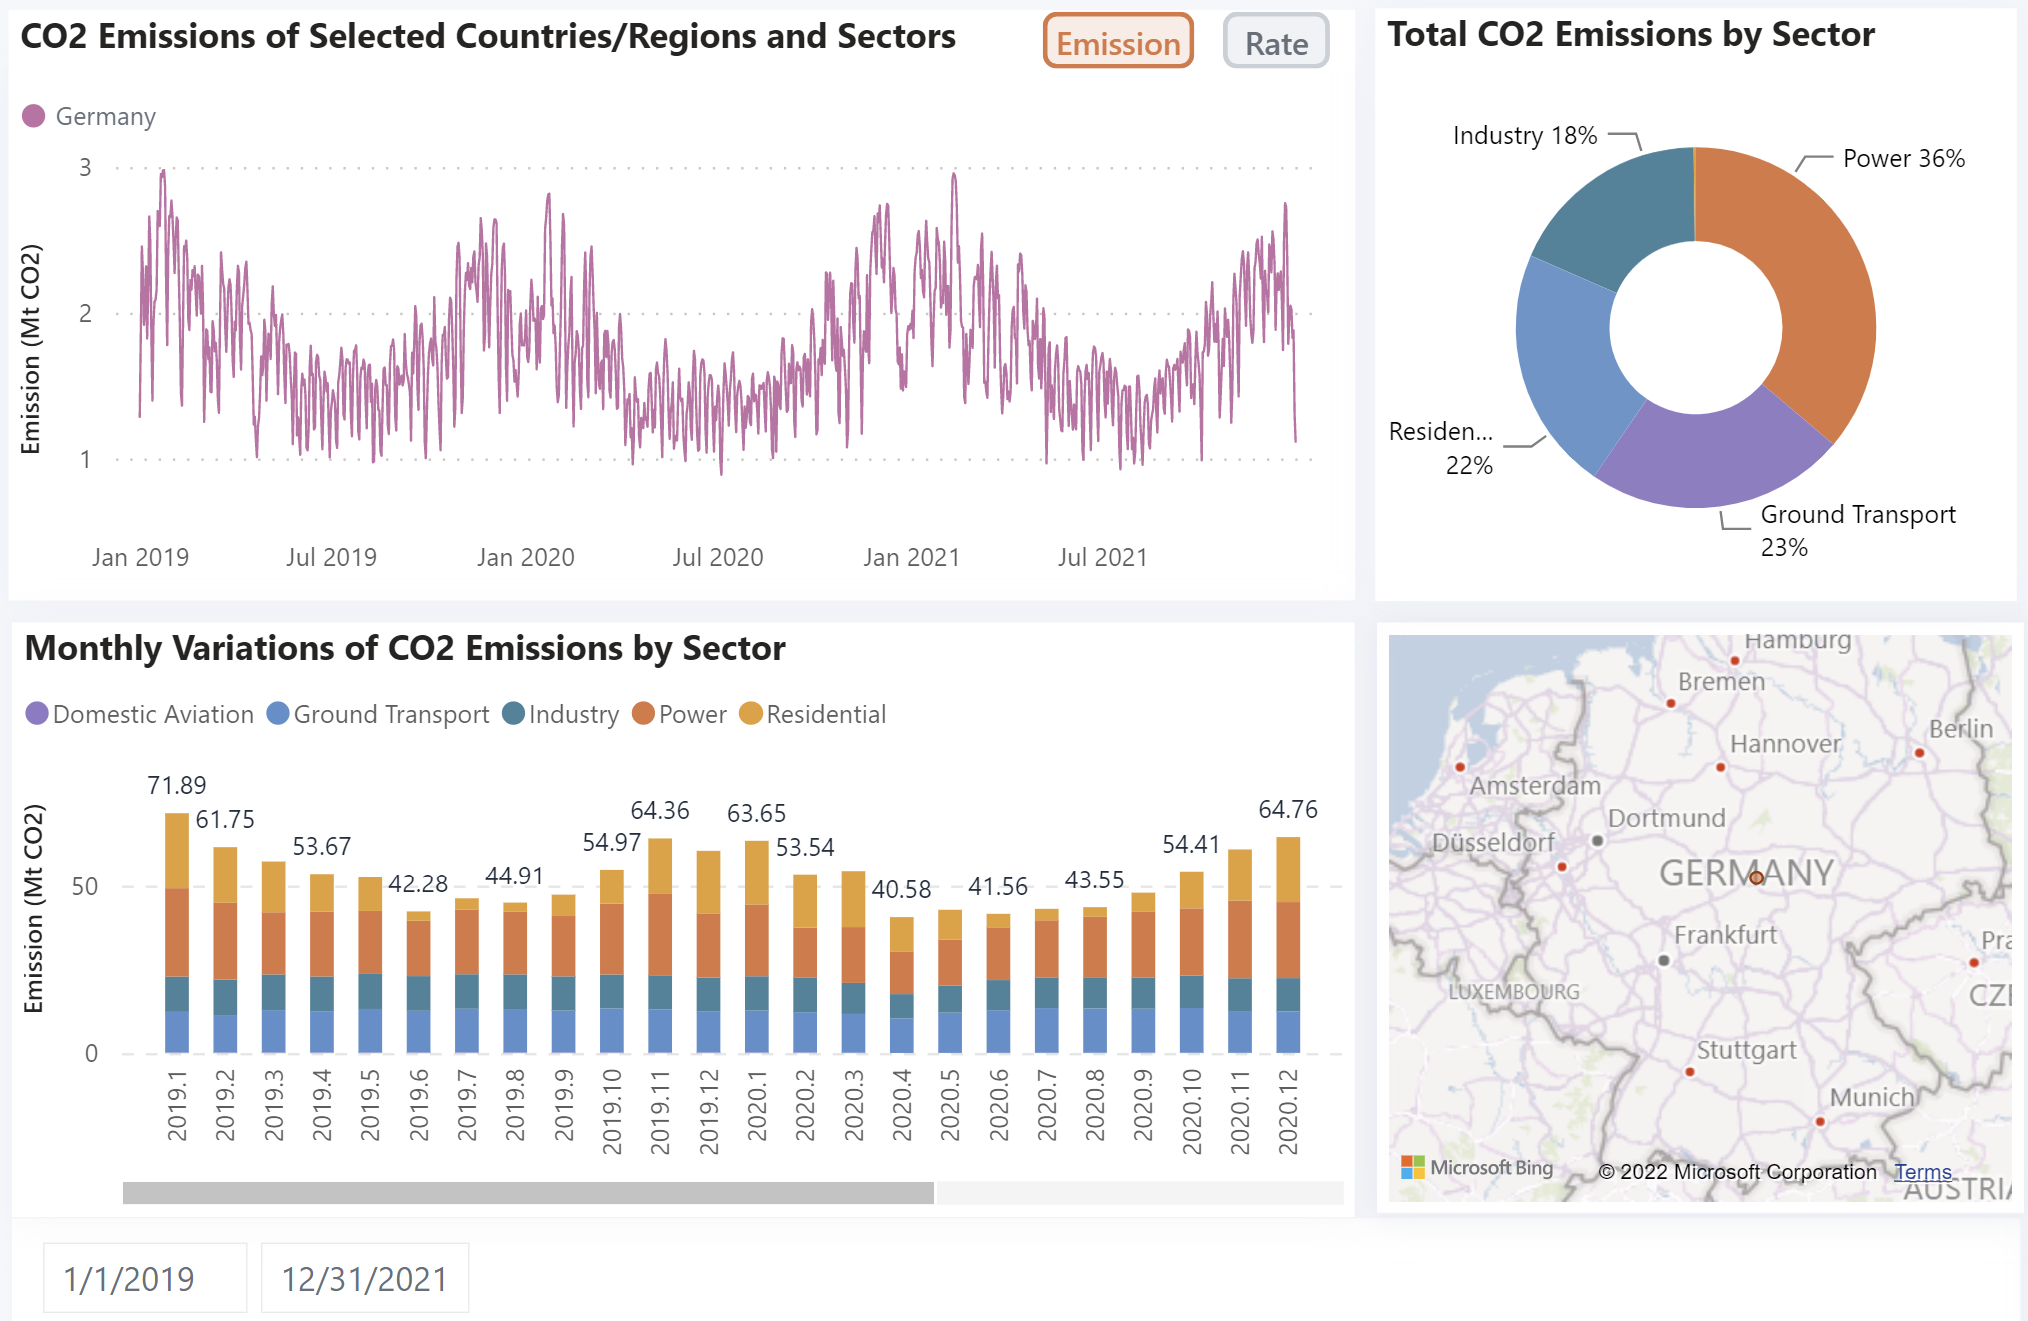 CO2 Emissions of Selected Countries/Regions and Sectors
Emission
Rate
Germany
Emission (Mt CO2)
3
2
1
Jan 2019
Jul 2019
Jan 2020
Jul 2020
Jan 2021
Jul 2021
Total CO2 Emissions by Sector
Industry 18%
Power 36%
Residen...
22%
Ground Transport
23%
Monthly Variations of CO2 Emissions by Sector
Domestic Aviation
Ground Transport
Industry
Power
Residential
Emission (Mt CO2)
50
0
71.89
61.75
53.67
42.28
44.91
54.97
64.36
63.65
53.54
40.58
41.56
43.55
54.41
64.76
2019.1
2019.2
2019.3
2019.4
2019.5
2019.6
2019.7
2019.8
2019.9
2019.10
2019.11
2019.12
2020.1
2020.2
2020.3
2020.4
2020.5
2020.6
2020.7
2020.8
2020.9
2020.10
2020.11
2020.12
Hamburg
Bremen
Berlin
Hannover
Amsterdam
Dortmund
Düsseldorf
GERMANY
Frankfurt
Pra
LUXEMBOURG
CZE
Stuttgart
Munich
Microsoft Bing
© 2022 Microsoft Corporation
Terms
AUSTRIA
1/1/2019
12/31/2021